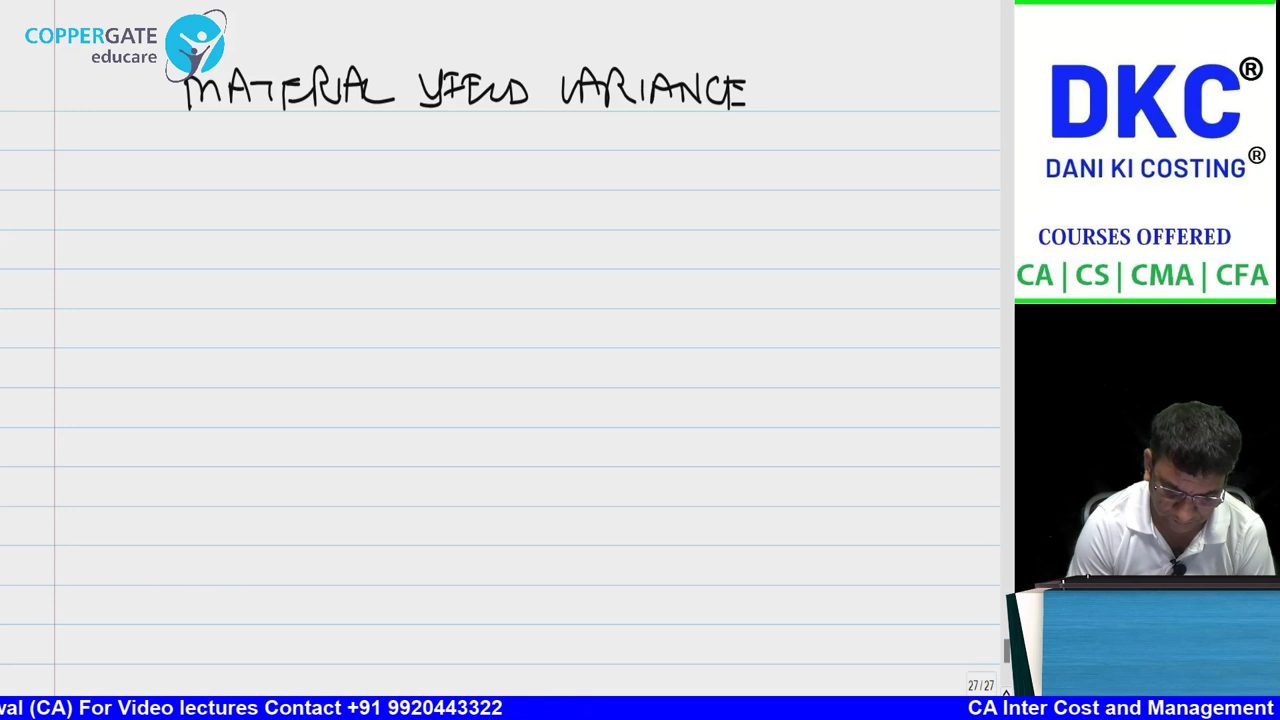 COPPERGATE
educare
MATERIAL YIELD VARIANCE
DKC®
DANI KI COSTING®
COURSES OFFERED
CA | CS | CMA | CFA
27/27
wal (CA) For Video lectures Contact +91 9920443322
CA Inter Cost and Management